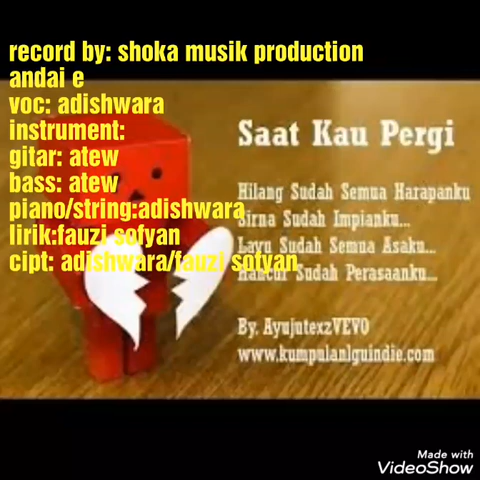 record by: shoka musik production
andai e
voc: adishwara
instrument:
gitar: atew
bass: atew
piano/string:adishwara
lirik:fauzi sofyan
cipt: adishwara/fauzi sofyan
Saat Kau Pergi
Hilang Sudah Semua Harapanku
Sirna Sudah Impianku...
Layu Sudah Semua Asaku...
Hancur Sudah Perasaanku...
By. AyujutexzVEVO
www.kumpulanlguindie.com
Made with
VideoShow